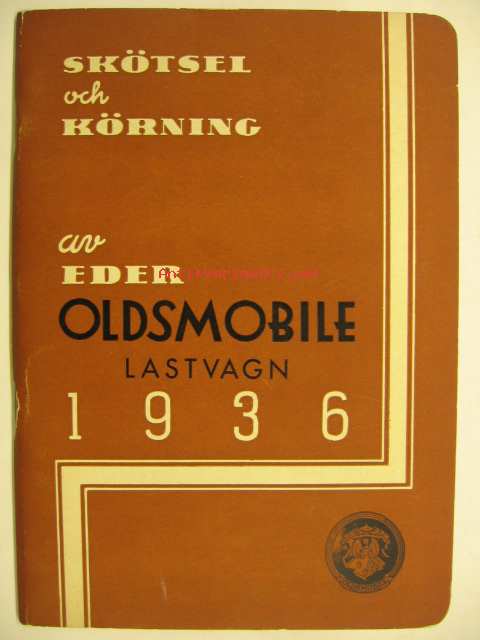 SKÖTSEL
och
KÖRNING
av
EDER
OLDSMOBILE
LASTVAGN
1936